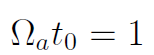 Ωₐt₀ = 1